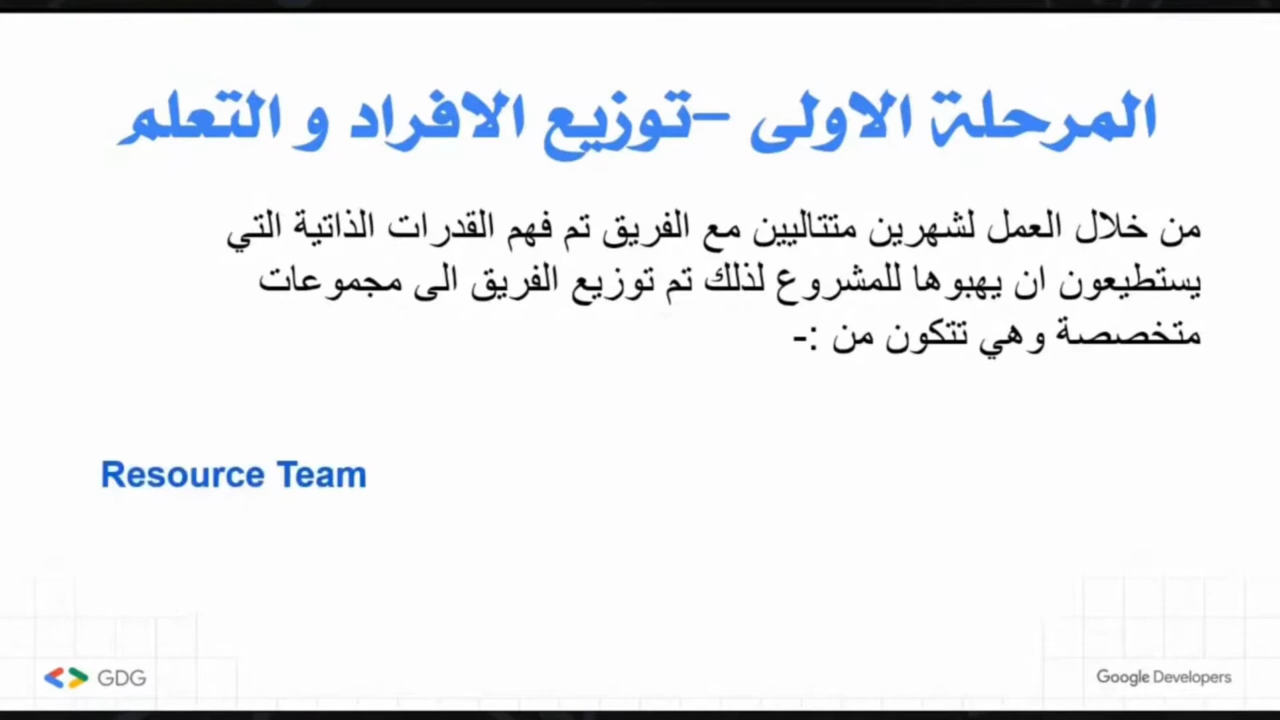 المرحلة الاولى –توزيع الافراد و التعلم
من خلال العمل لشهرين متتاليين مع الفريق تم فهم القدرات الذاتية التي
يستطيعون ان يهبوها للمشروع لذلك تم توزيع الفريق الى مجموعات
متخصصة وهي تتكون من :-
Resource Team
GDG
Google Developers